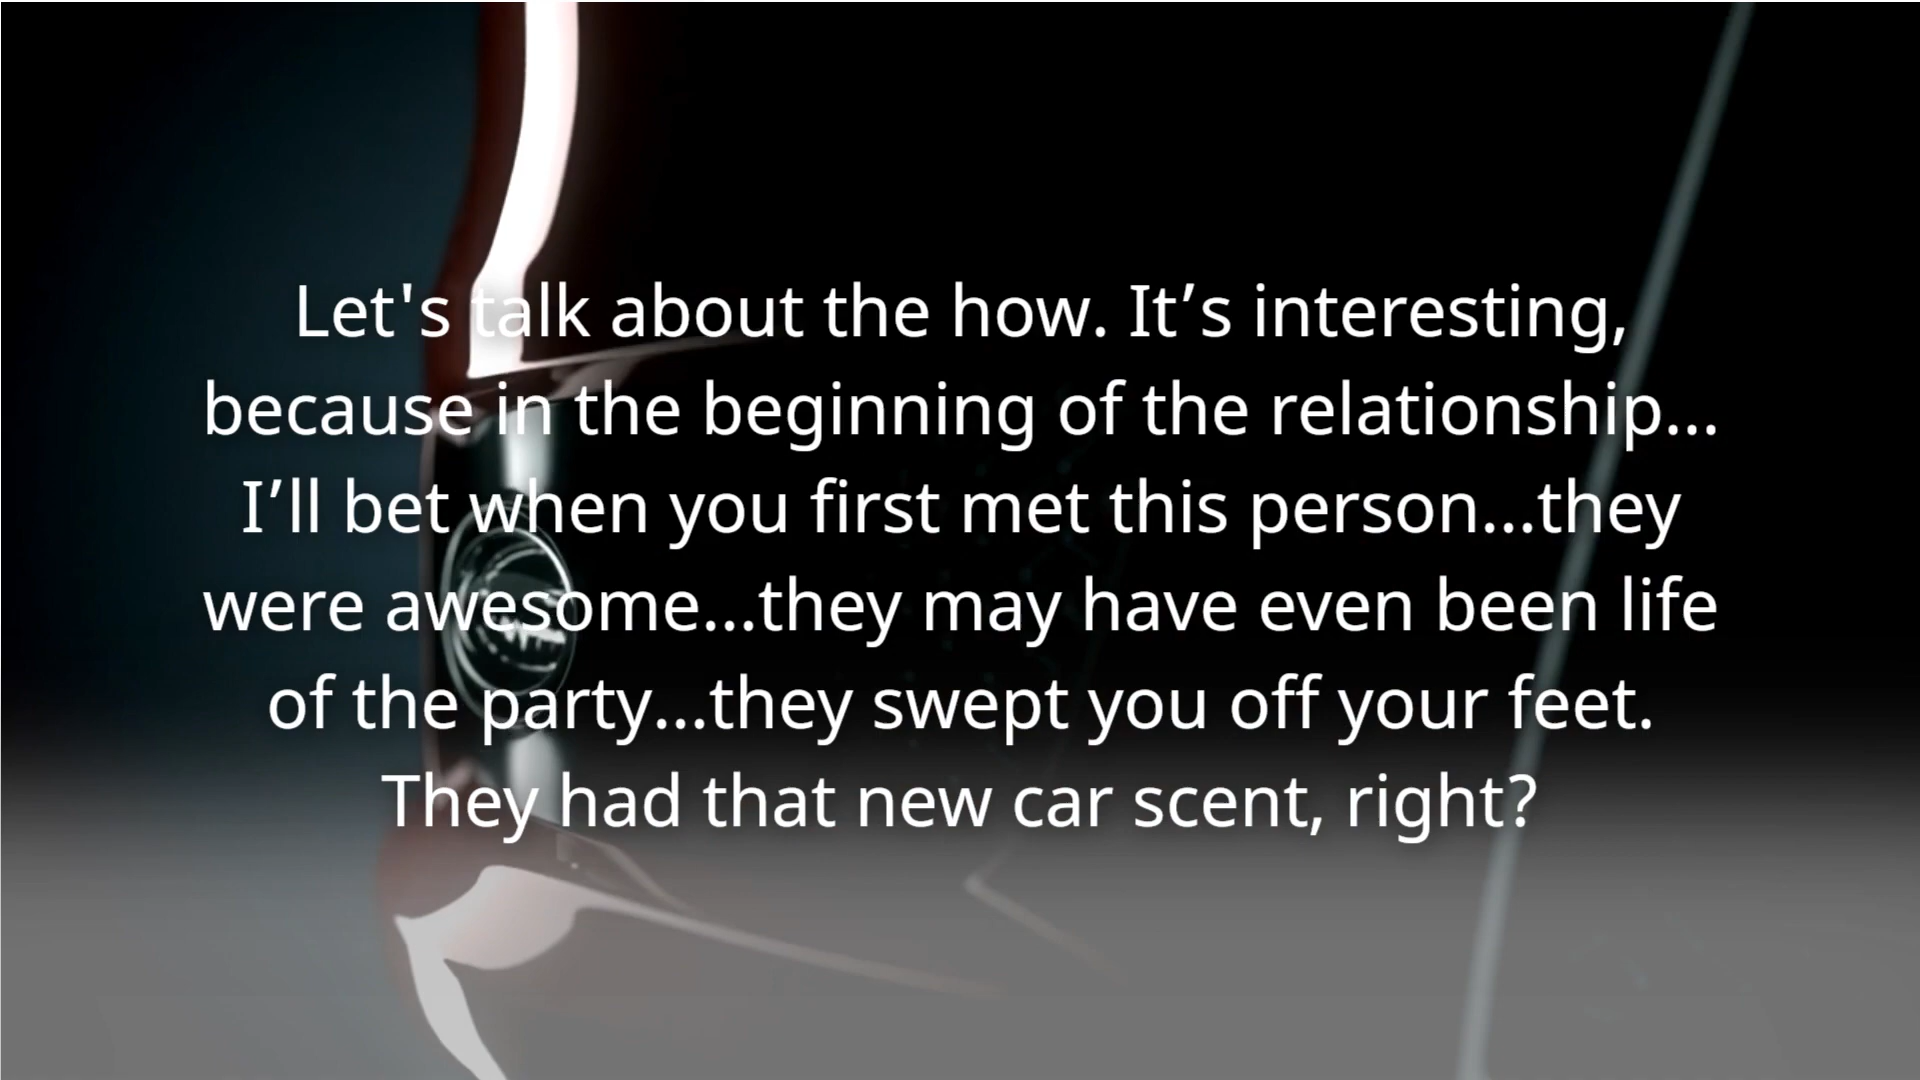 Let's talk about the how. It’s interesting,
because in the beginning of the relationship...
I’ll bet when you first met this person...they
were awesome...they may have even been life
of the party...they swept you off your feet.
They had that new car scent, right?